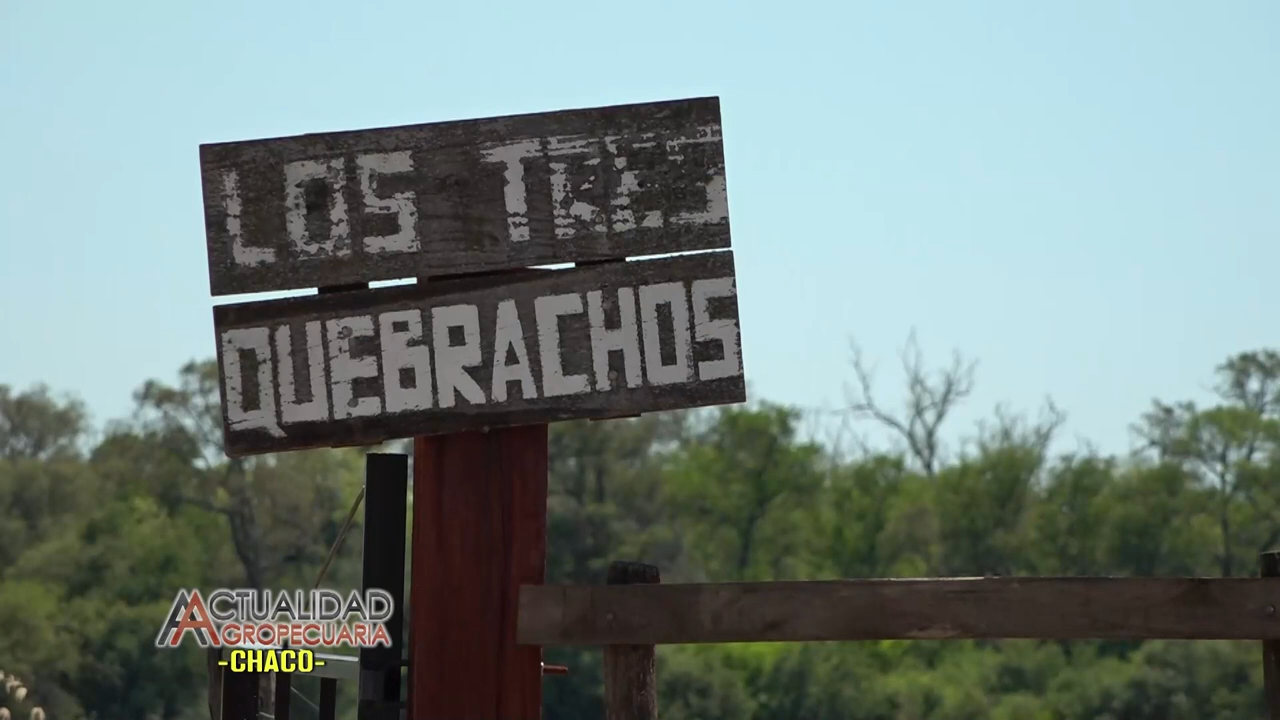 LOS TRES
QUEBRACHOS
ACTUALIDAD
AGROPECUARIA
-CHACO-